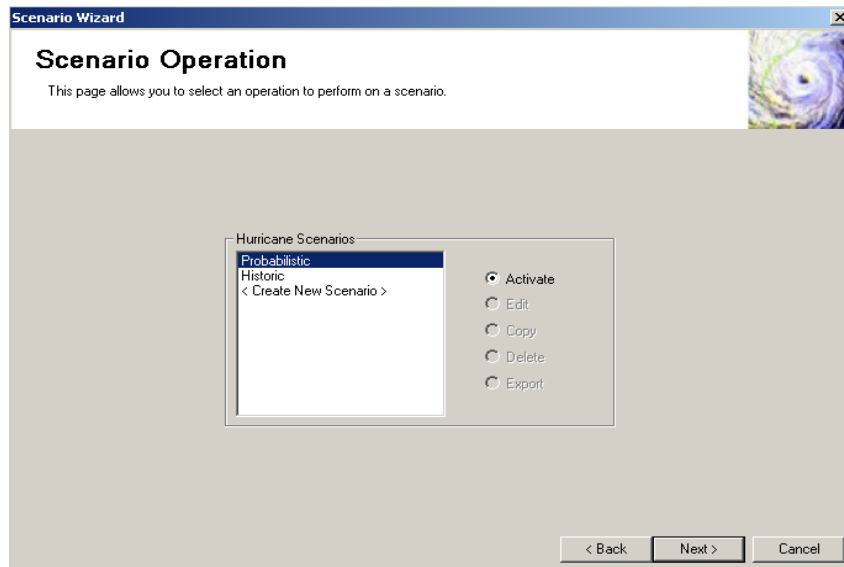 Scenario Wizard
Scenario Operation
This page allows you to select an operation to perform on a scenario.
Hurricane Scenarios
Probabilistic
Historic
< Create New Scenario >
Activate
Edit
Copy
Delete
Export
< Back
Next >
Cancel